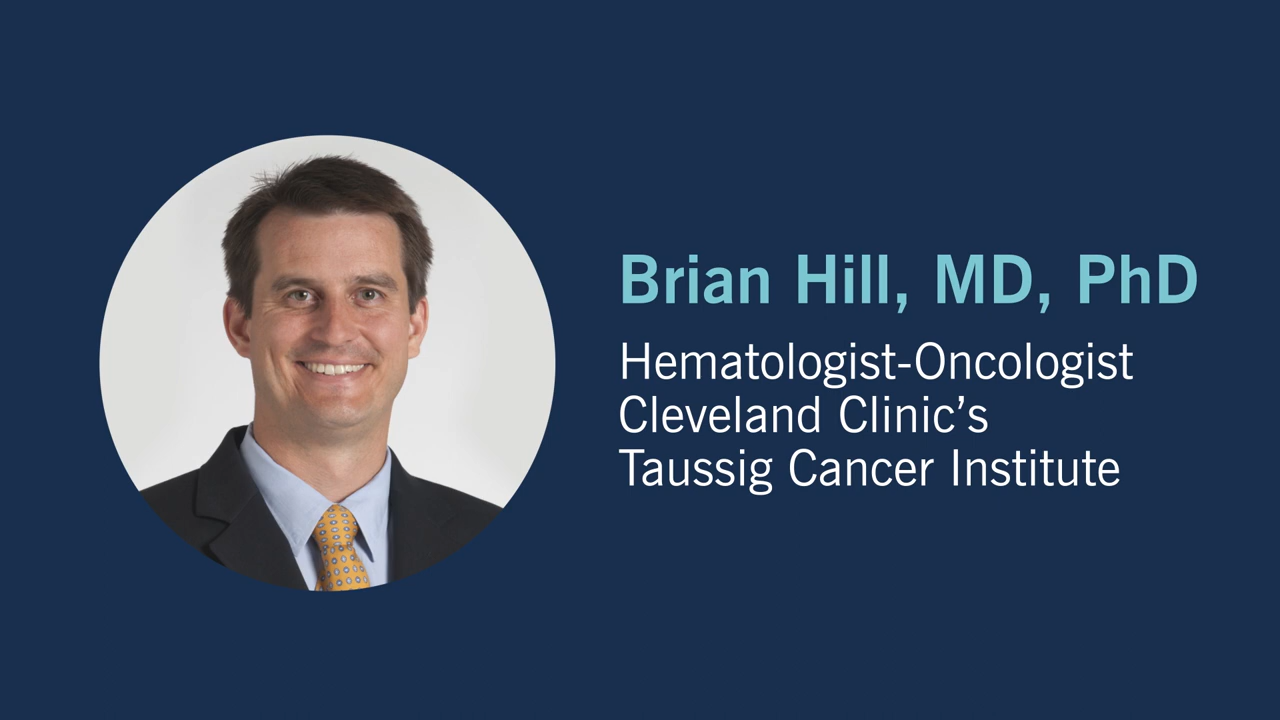 Brian Hill, MD, PhD
Hematologist-Oncologist
Cleveland Clinic’s
Taussig Cancer Institute